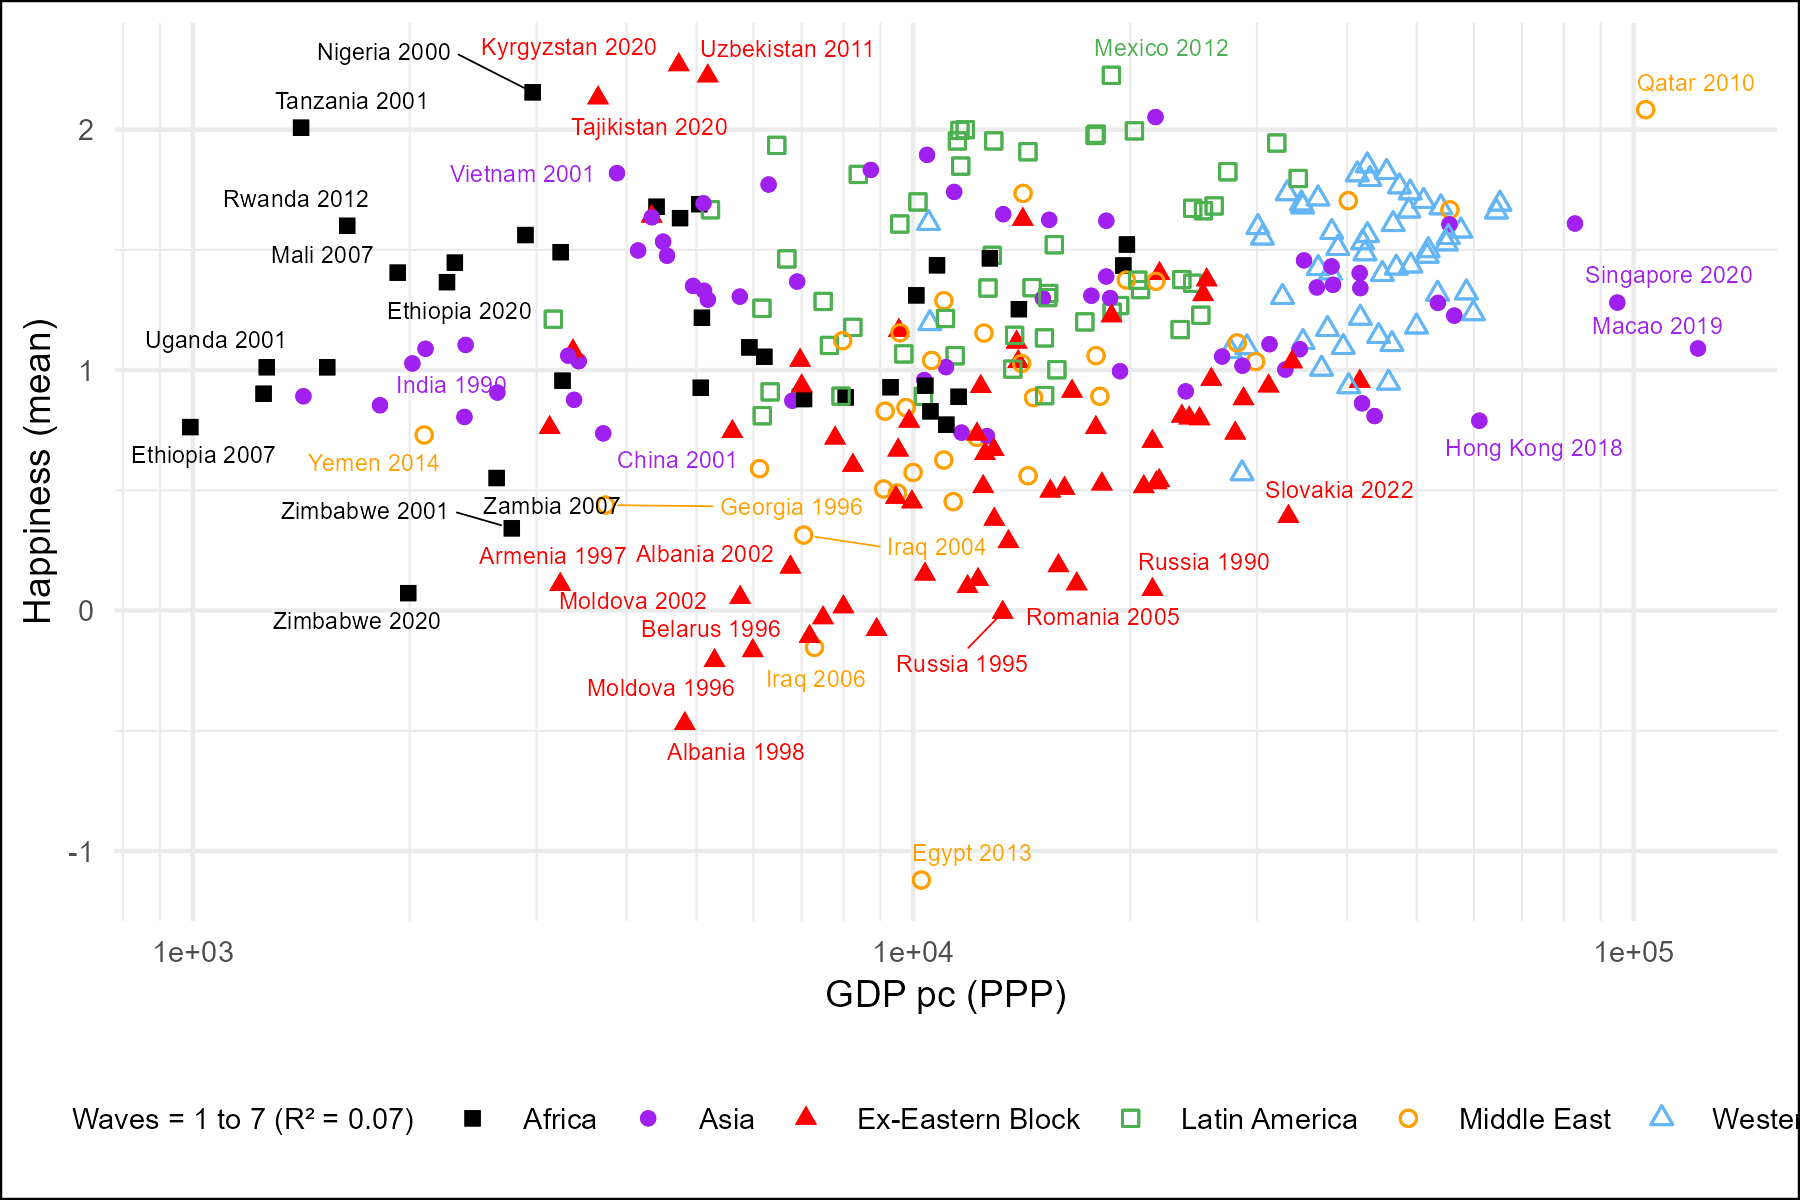 Nigeria 2000
Kyrgyzstan 2020
Uzbekistan 2011
Mexico 2012
Qatar 2010
Tanzania 2001
Tajikistan 2020
2
Vietnam 2001
Rwanda 2012
Mali 2007
Singapore 2020
Ethiopia 2020
Macao 2019
Uganda 2001
1
India 1990
Ethiopia 2007
Yemen 2014
China 2001
Hong Kong 2018
Slovakia 2022
Zimbabwe 2001
Zambia 2007
Georgia 1996
Iraq 2004
Armenia 1997
Albania 2002
Russia 1990
Moldova 2002
0
Zimbabwe 2020
Belarus 1996
Romania 2005
Russia 1995
Iraq 2006
Moldova 1996
Albania 1998
-1
Egypt 2013
Happiness (mean)
1e+03
1e+04
1e+05
GDP pc (PPP)
Waves = 1 to 7 (R² = 0.07)
Africa
Asia
Ex-Eastern Block
Latin America
Middle East
Wester